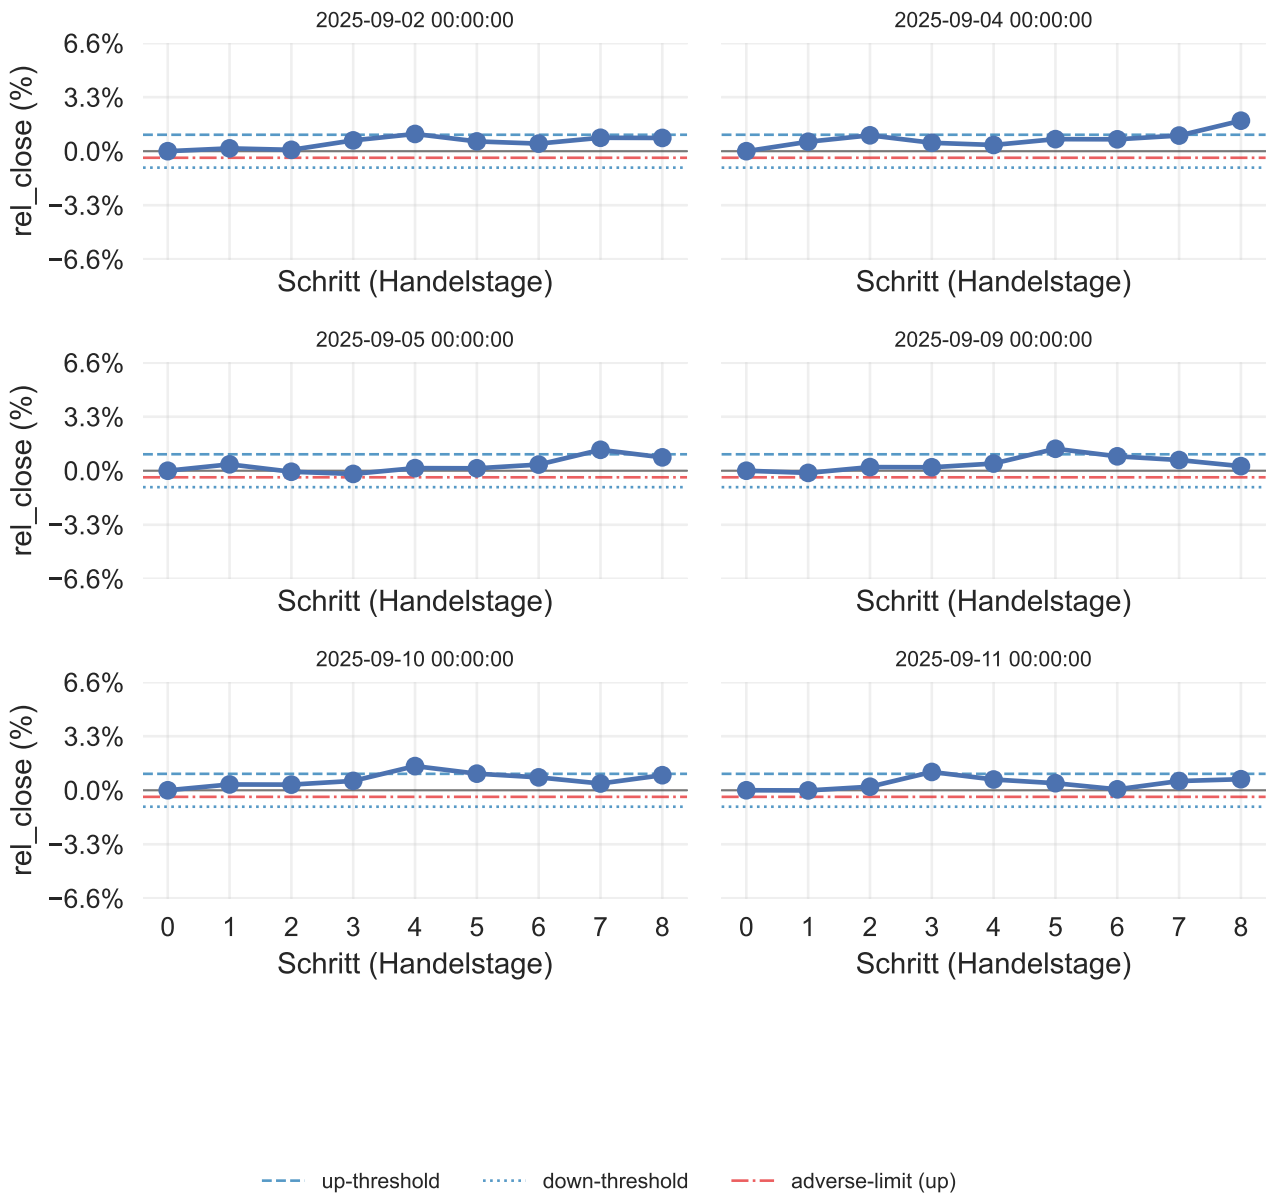 2025-09-02 00:00:00
2025-09-04 00:00:00
6.6%
3.3%
0.0%
−3.3%
−6.6%
rel_close (%)
Schritt (Handelstage)
Schritt (Handelstage)
2025-09-05 00:00:00
2025-09-09 00:00:00
6.6%
3.3%
0.0%
−3.3%
−6.6%
rel_close (%)
Schritt (Handelstage)
Schritt (Handelstage)
2025-09-10 00:00:00
2025-09-11 00:00:00
6.6%
3.3%
0.0%
−3.3%
−6.6%
rel_close (%)
0 1 2 3 4 5 6 7 8
0 1 2 3 4 5 6 7 8
Schritt (Handelstage)
Schritt (Handelstage)
up-threshold down-threshold adverse-limit (up)